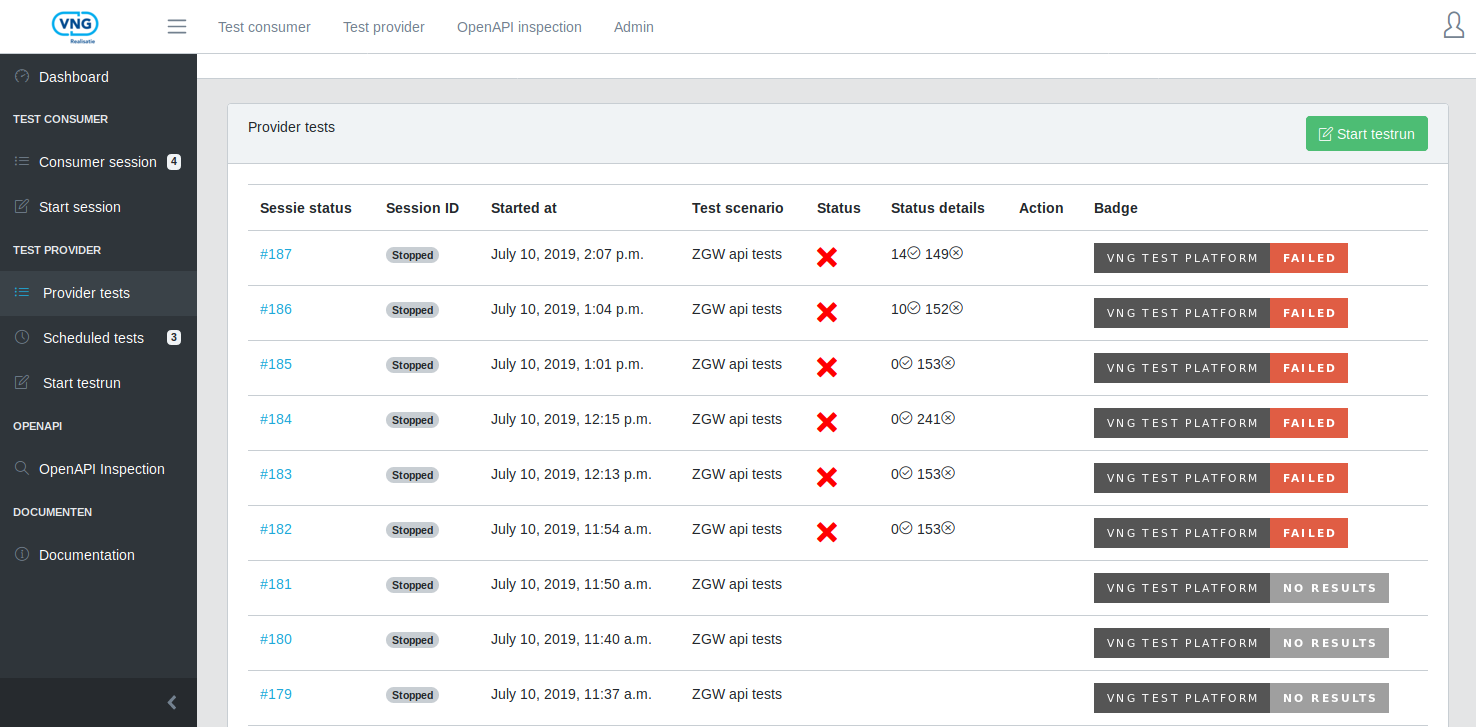 VNG
Realisatie
Test consumer Test provider OpenAPI inspection Admin
Dashboard
TEST CONSUMER
Consumer session 4
Start session
TEST PROVIDER
Provider tests
Scheduled tests 3
Start testrun
OPENAPI
OpenAPI Inspection
DOCUMENTEN
Documentation
Provider tests
Start testrun
Sessie status Session ID Started at Test scenario Status Status details Action Badge
#187 Stopped July 10, 2019, 2:07 p.m. ZGW api tests 14 149 VNG TEST PLATFORM FAILED
#186 Stopped July 10, 2019, 1:04 p.m. ZGW api tests 10 152 VNG TEST PLATFORM FAILED
#185 Stopped July 10, 2019, 1:01 p.m. ZGW api tests 0 153 VNG TEST PLATFORM FAILED
#184 Stopped July 10, 2019, 12:15 p.m. ZGW api tests 0 241 VNG TEST PLATFORM FAILED
#183 Stopped July 10, 2019, 12:13 p.m. ZGW api tests 0 153 VNG TEST PLATFORM FAILED
#182 Stopped July 10, 2019, 11:54 a.m. ZGW api tests 0 153 VNG TEST PLATFORM FAILED
#181 Stopped July 10, 2019, 11:50 a.m. ZGW api tests VNG TEST PLATFORM NO RESULTS
#180 Stopped July 10, 2019, 11:40 a.m. ZGW api tests VNG TEST PLATFORM NO RESULTS
#179 Stopped July 10, 2019, 11:37 a.m. ZGW api tests VNG TEST PLATFORM NO RESULTS